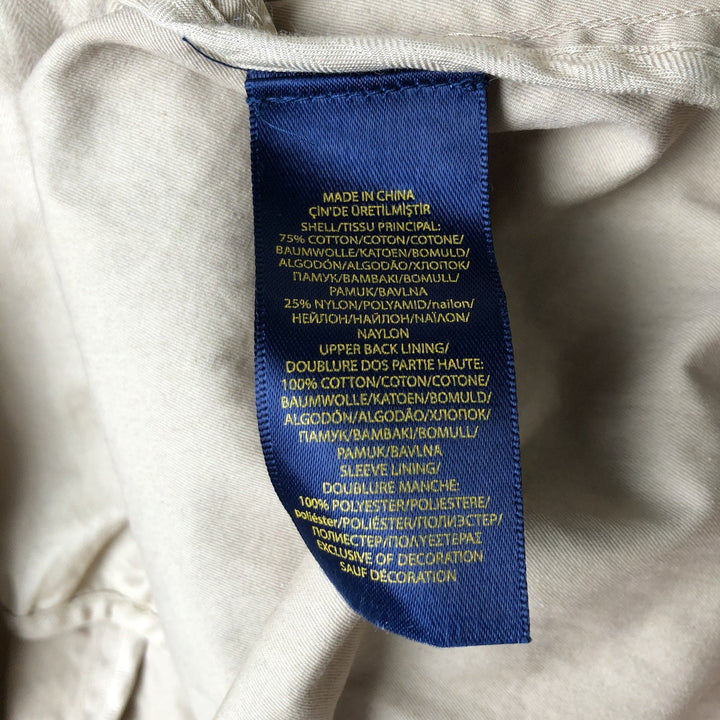 MADE IN CHINA
ÇİN'DE ÜRETİLMİŞTİR
SHELL/TISSU PRINCIPAL:
75% COTTON/COTON/COTONE/
BAUMWOLLE/KATOEN/BOMULD/
ALGODÓN/ALGODÃO/ХЛОПОК/
ПАМУК/ΒΑΜΒΑΚΙ/BOMULL/
PAMUK/BAVLNA
25% NYLON/POLYAMID/nailon/
НЕЙЛОН/НАЙЛОН/ΝΑΪΛΟΝ/
NAYLON
UPPER BACK LINING/
DOUBLURE DOS PARTIE HAUTE:
100% COTTON/COTON/COTONE/
BAUMWOLLE/KATOEN/BOMULD/
ALGODÓN/ALGODÃO/ХЛОПОК/
ПАМУК/ΒΑΜΒΑΚΙ/BOMULL/
PAMUK/BAVLNA
SLEEVE LINING/
DOUBLURE MANCHE:
100% POLYESTER/POLIESTERE/
poliéster/POLIÉSTER/ПОЛИЭСТЕР/
ПОЛИЕСТЕР/ΠΟΛΥΕΣΤΕΡΑΣ
EXCLUSIVE OF DECORATION
SAUF DÉCORATION